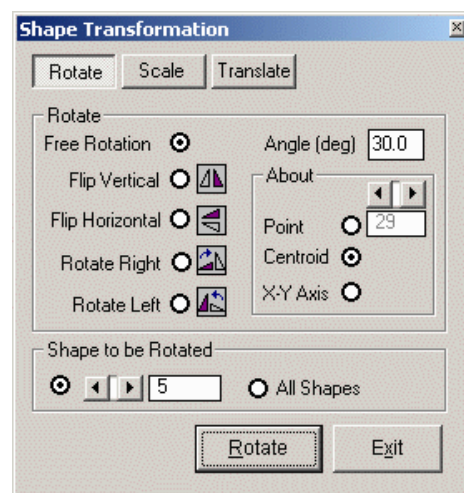 Shape Transformation
Rotate Scale Translate
Rotate
Free Rotation Angle (deg) 30.0
Flip Vertical About
Flip Horizontal Point 29
Rotate Right Centroid
Rotate Left X-Y Axis
Shape to be Rotated
5 All Shapes
Rotate Exit